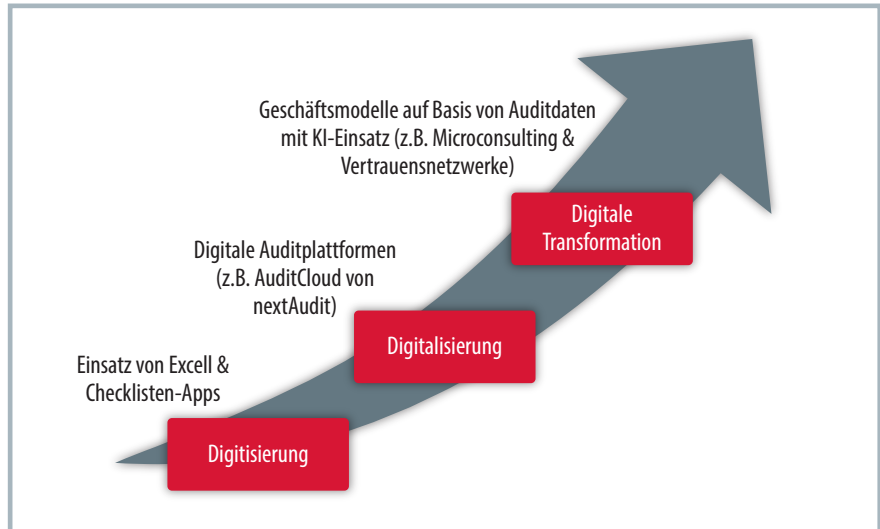 Geschäftsmodelle auf Basis von Auditdaten
mit KI-Einsatz (z.B. Microconsulting &
Vertrauensnetzwerke)
Digitale
Transformation
Digitale Auditplattformen
(z.B. AuditCloud von
nextAudit)
Digitalisierung
Einsatz von Excell &
Checklisten-Apps
Digitisierung